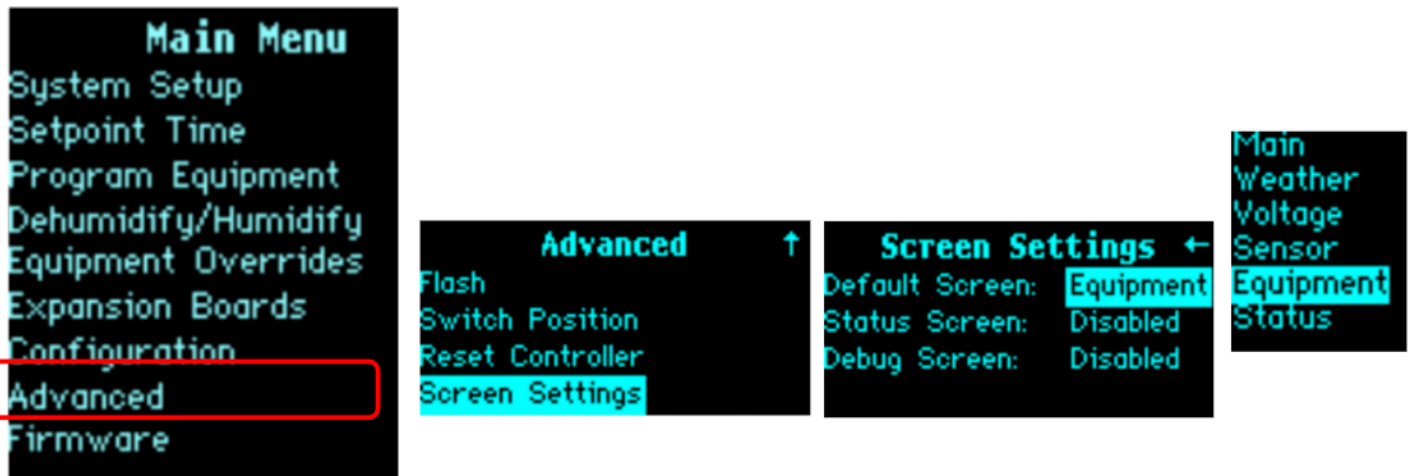 Main Menu
System Setup
Setpoint Time
Program Equipment
Dehumidify/Humidify
Equipment Overrides
Expansion Boards
Configuration
Advanced
Firmware
Advanced ↑
Flash
Switch Position
Reset Controller
Screen Settings
Screen Settings ←
Default Screen: Equipment
Status Screen: Disabled
Debug Screen: Disabled
Main
Weather
Voltage
Sensor
Equipment
Status